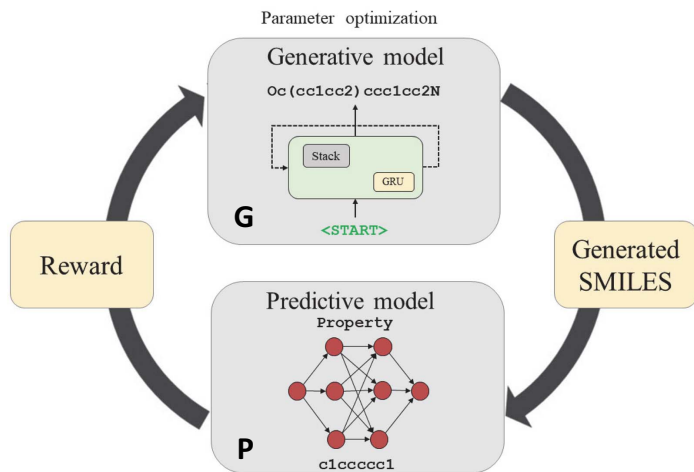 Parameter optimization
Generative model
Oc(cc1cc2)ccc1cc2N
Stack
GRU
G
<START>
Reward
Generated
SMILES
Predictive model
Property
P
c1ccccc1